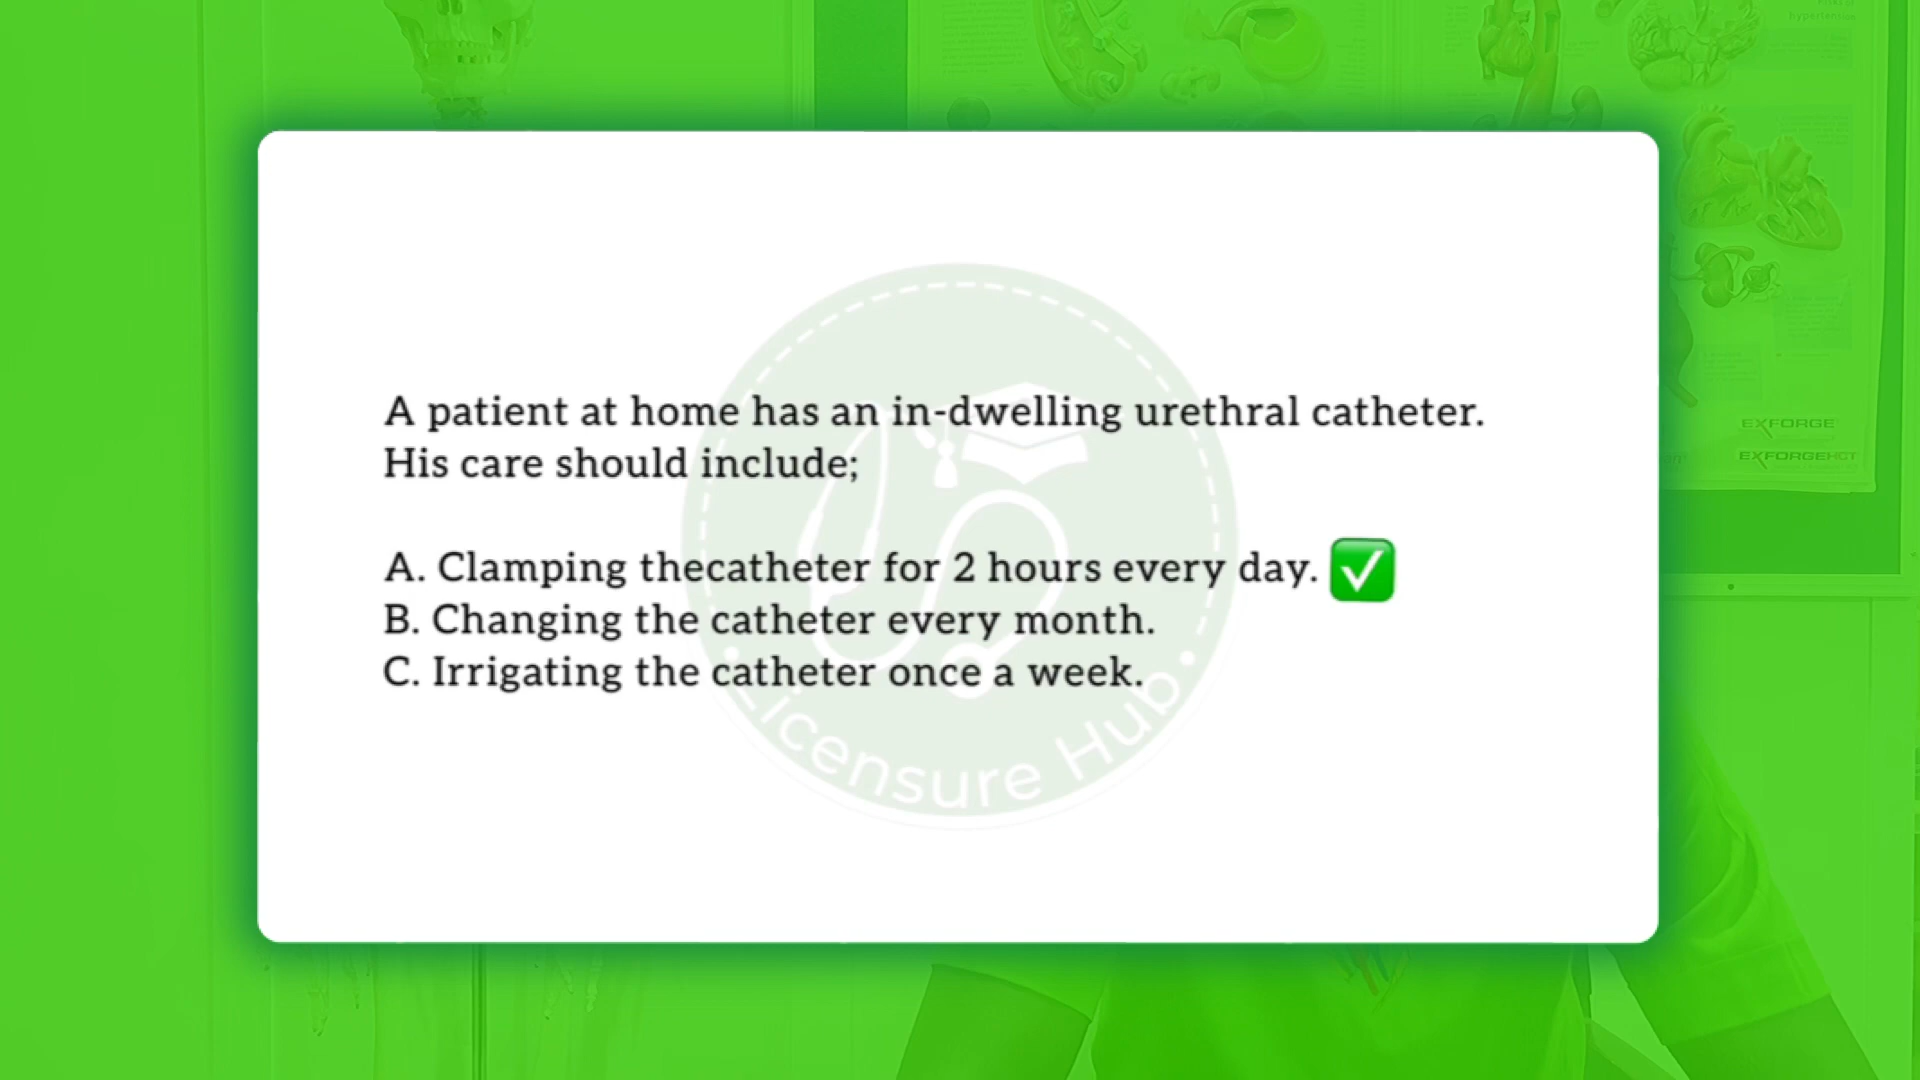 hypertension
EXFORGE
EXFORGEHCT
A patient at home has an in-dwelling urethral catheter.
His care should include;
A. Clamping thecatheter for 2 hours every day. ✅
B. Changing the catheter every month.
C. Irrigating the catheter once a week.
Licensure Hub